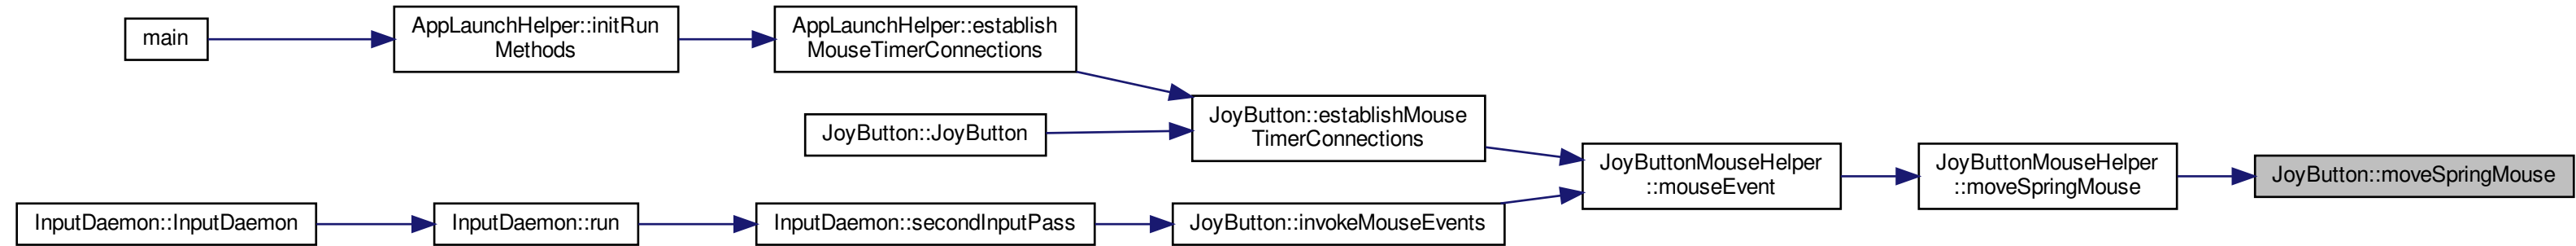 main
AppLaunchHelper::initRun
Methods
AppLaunchHelper::establish
MouseTimerConnections
JoyButton::JoyButton
JoyButton::establishMouse
TimerConnections
InputDaemon::InputDaemon
InputDaemon::run
InputDaemon::secondInputPass
JoyButton::invokeMouseEvents
JoyButtonMouseHelper
::mouseEvent
JoyButtonMouseHelper
::moveSpringMouse
JoyButton::moveSpringMouse